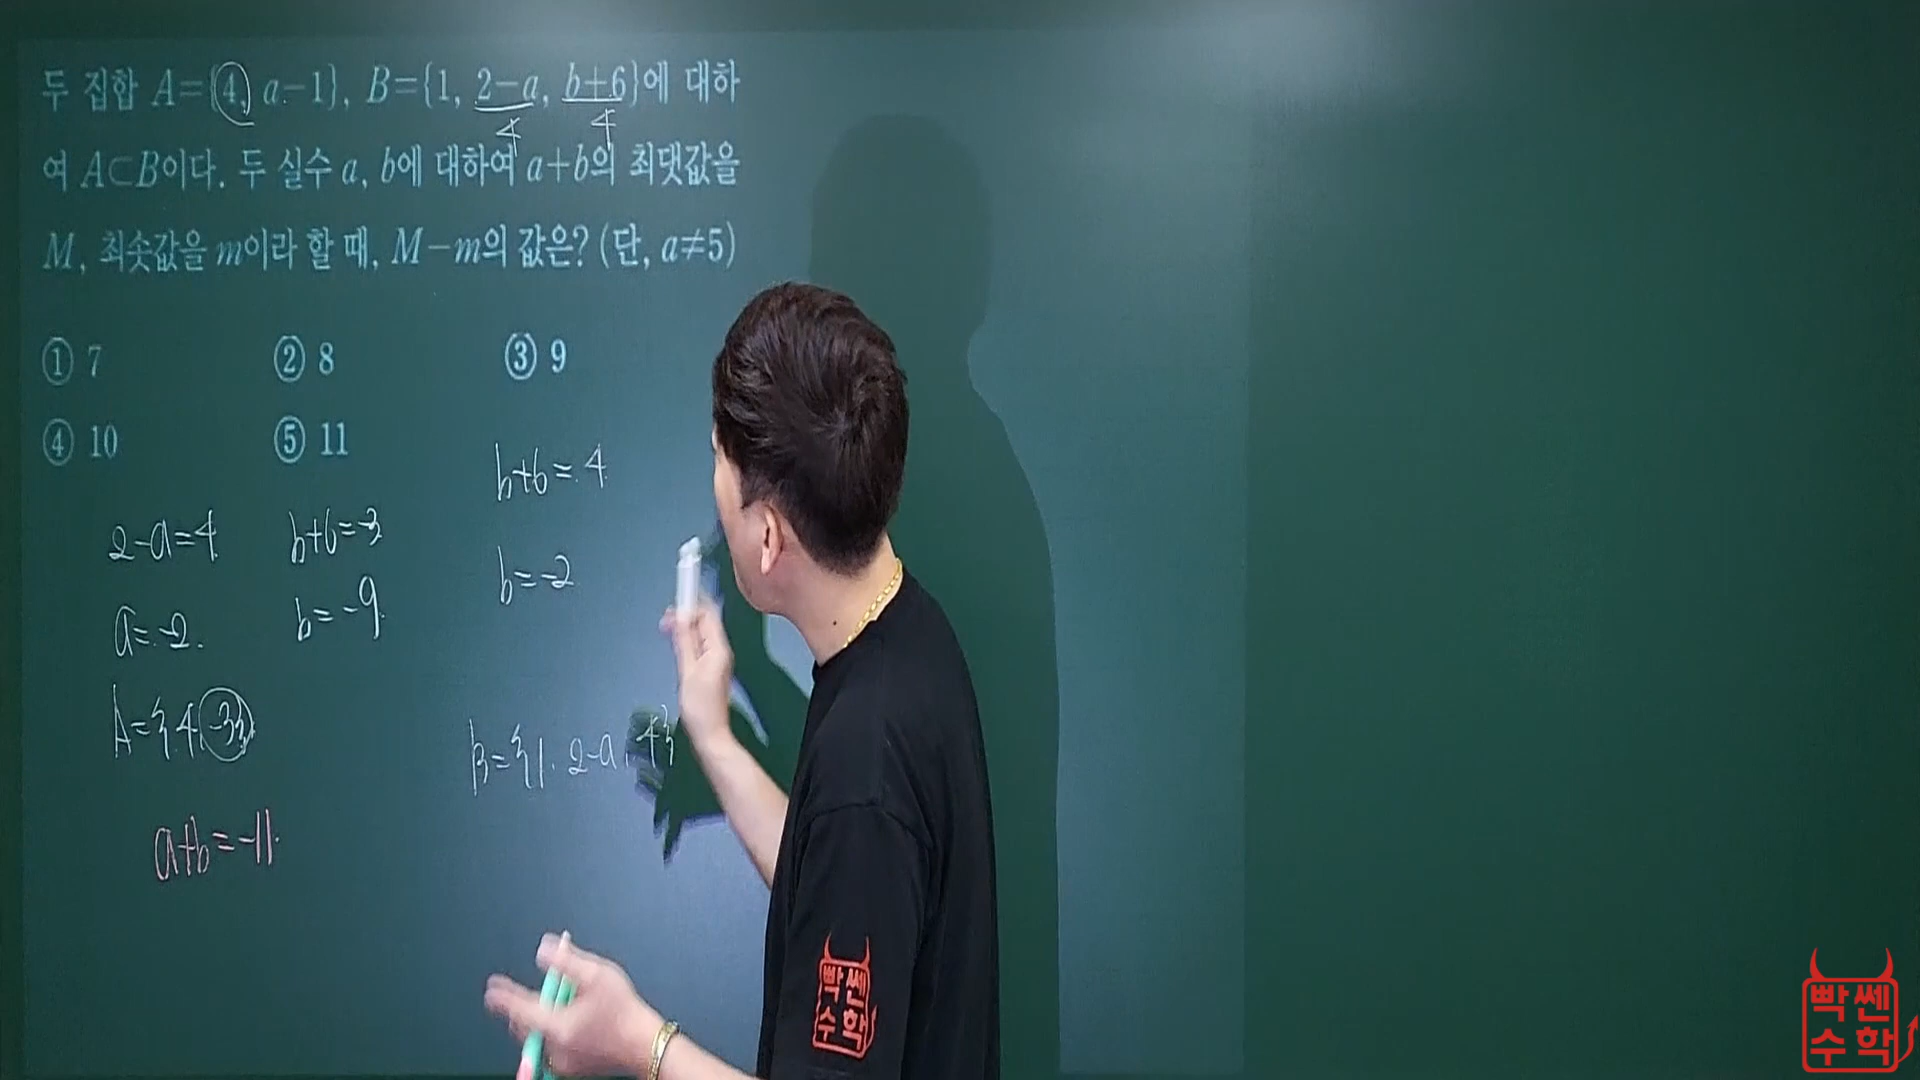 두 집합 A={4, a-1}, B={1, 2-a, b+6}에 대하
4 4
여 A⊂B이다. 두 실수 a, b에 대하여 a+b의 최댓값을
M, 최솟값을 m이라 할 때, M-m의 값은? (단, a≠5)
① 7 ② 8 ③ 9
④ 10 ⑤ 11
2-a=4 b+6=-3 b+6=4
a=-2. b=-9. b=-2
A={4, -3} B={1, 2-a, 4}
a+b=-11.
빡쎈
수학
빡쎈
수학